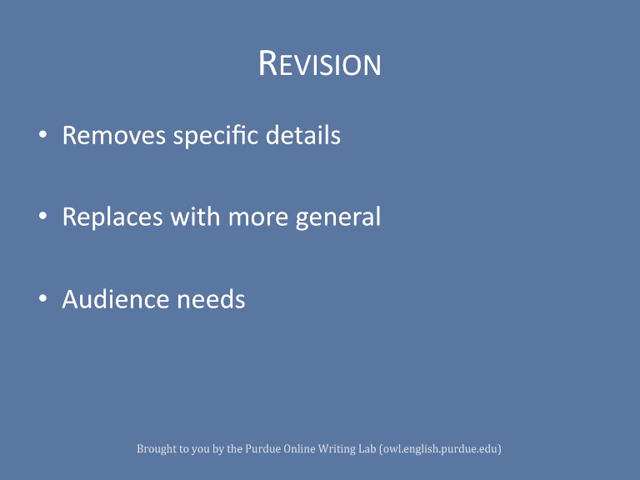 REVISION
• Removes specific details
• Replaces with more general
• Audience needs
Brought to you by the Purdue Online Writing Lab (owl.english.purdue.edu)